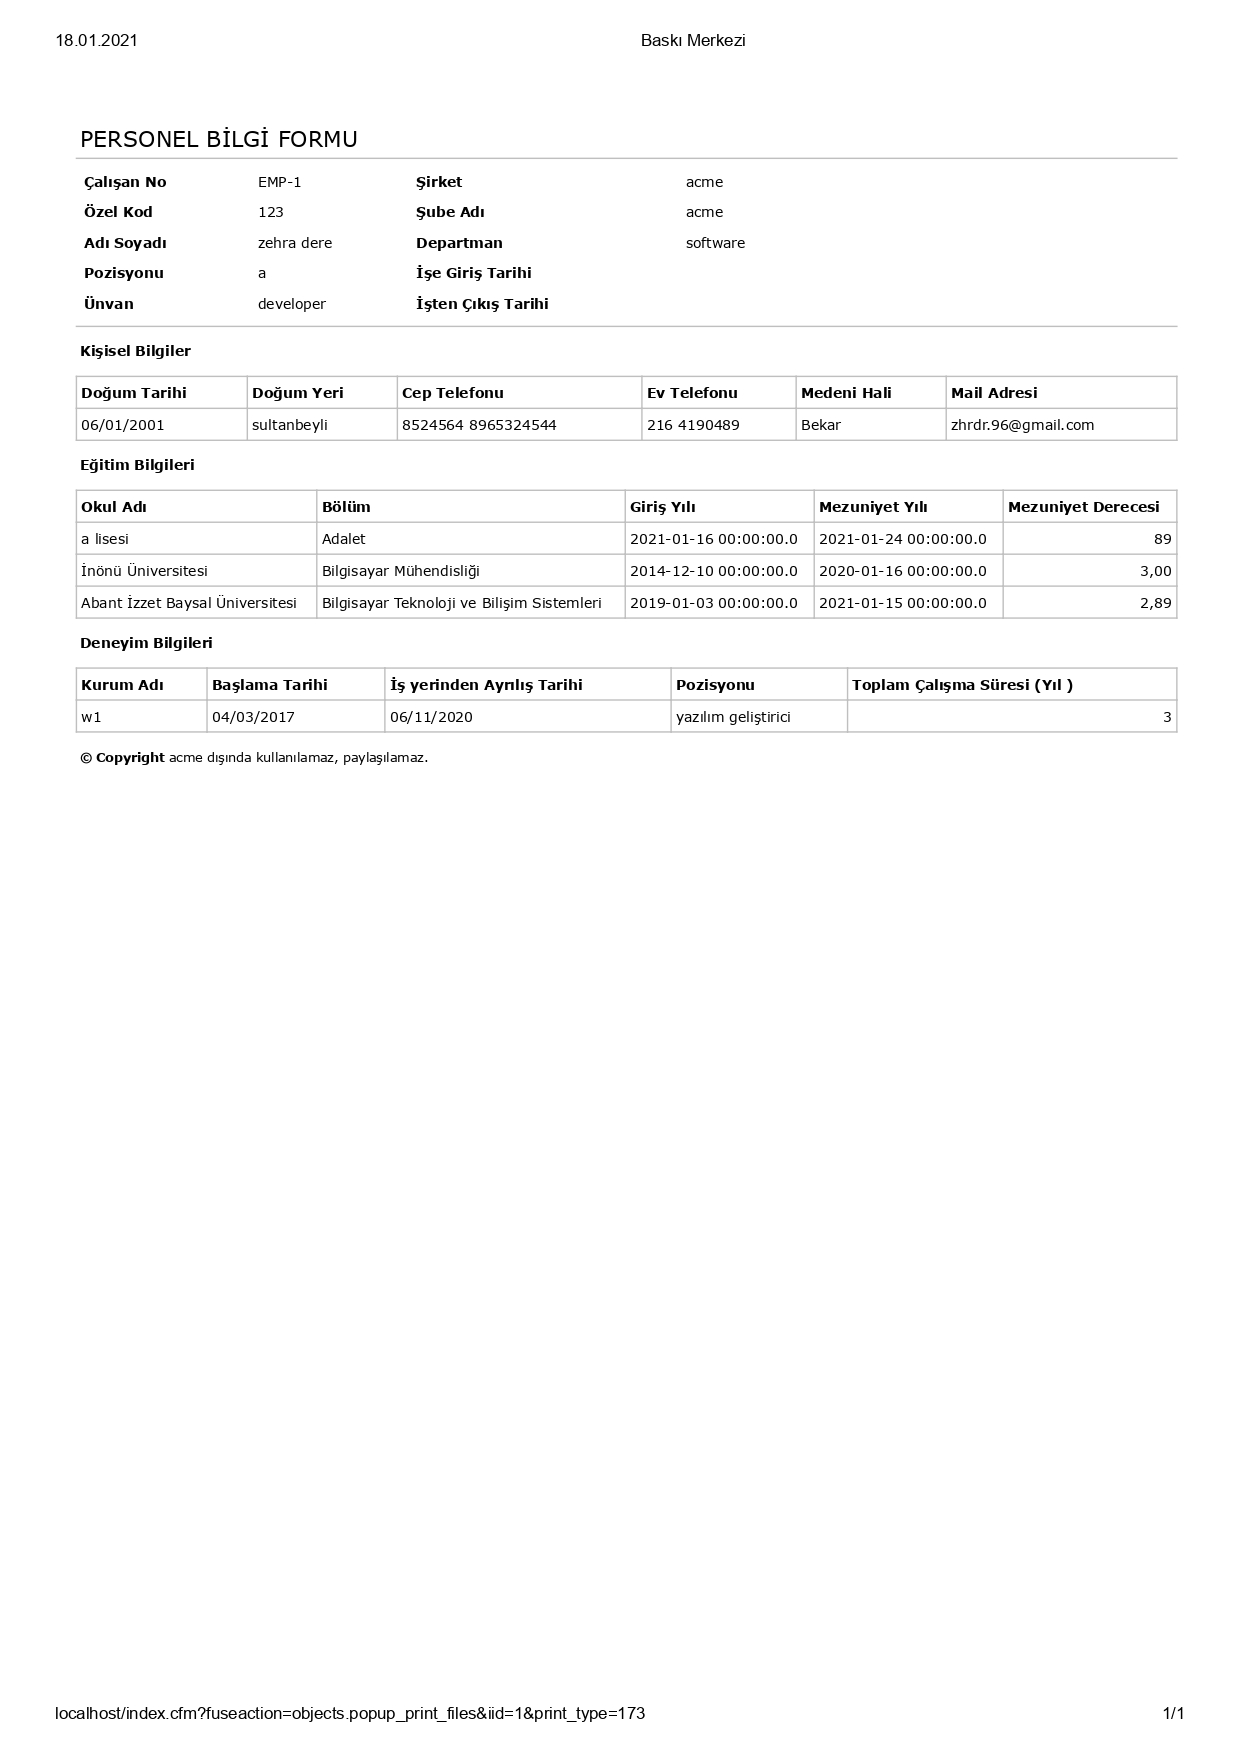 18.01.2021 Baskı Merkezi
PERSONEL BİLGİ FORMU
Çalışan No EMP-1 Şirket acme
Özel Kod 123 Şube Adı acme
Adı Soyadı zehra dere Departman software
Pozisyonu a İşe Giriş Tarihi
Ünvan developer İşten Çıkış Tarihi
Kişisel Bilgiler
Doğum Tarihi Doğum Yeri Cep Telefonu Ev Telefonu Medeni Hali Mail Adresi
06/01/2001 sultanbeyli 8524564 8965324544 216 4190489 Bekar zhrdr.96@gmail.com
Eğitim Bilgileri
Okul Adı Bölüm Giriş Yılı Mezuniyet Yılı Mezuniyet Derecesi
a lisesi Adalet 2021-01-16 00:00:00.0 2021-01-24 00:00:00.0 89
İnönü Üniversitesi Bilgisayar Mühendisliği 2014-12-10 00:00:00.0 2020-01-16 00:00:00.0 3,00
Abant İzzet Baysal Üniversitesi Bilgisayar Teknoloji ve Bilişim Sistemleri 2019-01-03 00:00:00.0 2021-01-15 00:00:00.0 2,89
Deneyim Bilgileri
Kurum Adı Başlama Tarihi İş yerinden Ayrılış Tarihi Pozisyonu Toplam Çalışma Süresi (Yıl )
w1 04/03/2017 06/11/2020 yazılım geliştirici 3
© Copyright acme dışında kullanılamaz, paylaşılamaz.
localhost/index.cfm?fuseaction=objects.popup_print_files&iid=1&print_type=173 1/1